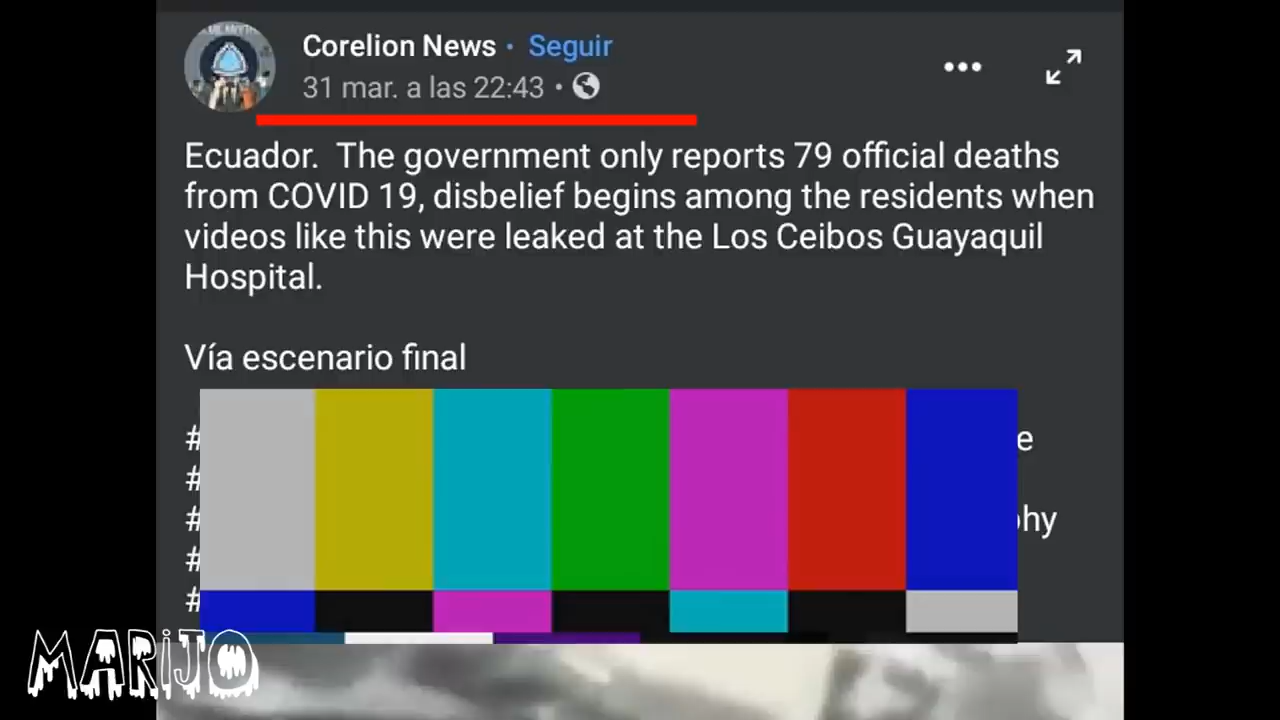 Corelion News · Seguir
31 mar. a las 22:43 ·
Ecuador. The government only reports 79 official deaths
from COVID 19, disbelief begins among the residents when
videos like this were leaked at the Los Ceibos Guayaquil
Hospital.
Vía escenario final
#
#
#
#
#
MARiJO